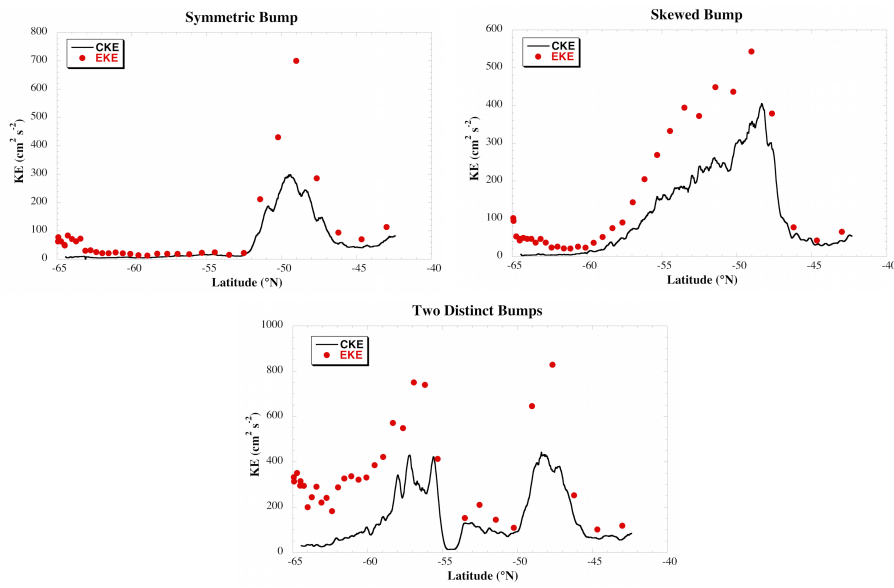 Symmetric Bump
CKE
EKE
KE (cm² s⁻²)
800
700
600
500
400
300
200
100
0
-65 -60 -55 -50 -45 -40
Latitude (°N)
Skewed Bump
CKE
EKE
KE (cm² s⁻²)
600
500
400
300
200
100
0
-65 -60 -55 -50 -45 -40
Latitude (°N)
Two Distinct Bumps
CKE
EKE
KE (cm² s⁻²)
1000
800
600
400
200
0
-65 -60 -55 -50 -45 -40
Latitude (°N)